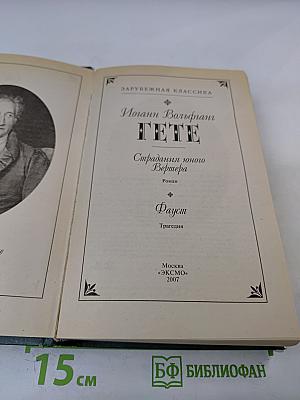 ЗАРУБЕЖНАЯ КЛАССИКА
Иоганн Вольфганг
ГЕТЕ
Страдания юного
Вертера
Роман
Фауст
Трагедия
Москва
«ЭКСМО»
2007
15 см
БФ БИБЛИОФАН